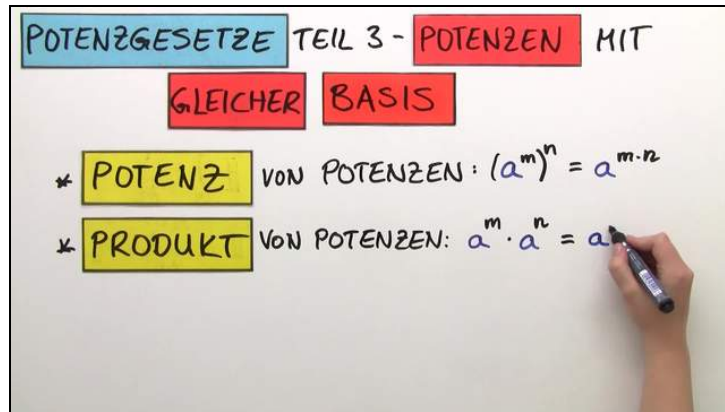 POTENZGESETZE TEIL 3 - POTENZEN MIT
GLEICHER BASIS
* POTENZ VON POTENZEN: (a^m)^n = a^{m·n}
* PRODUKT VON POTENZEN: a^m · a^n = a